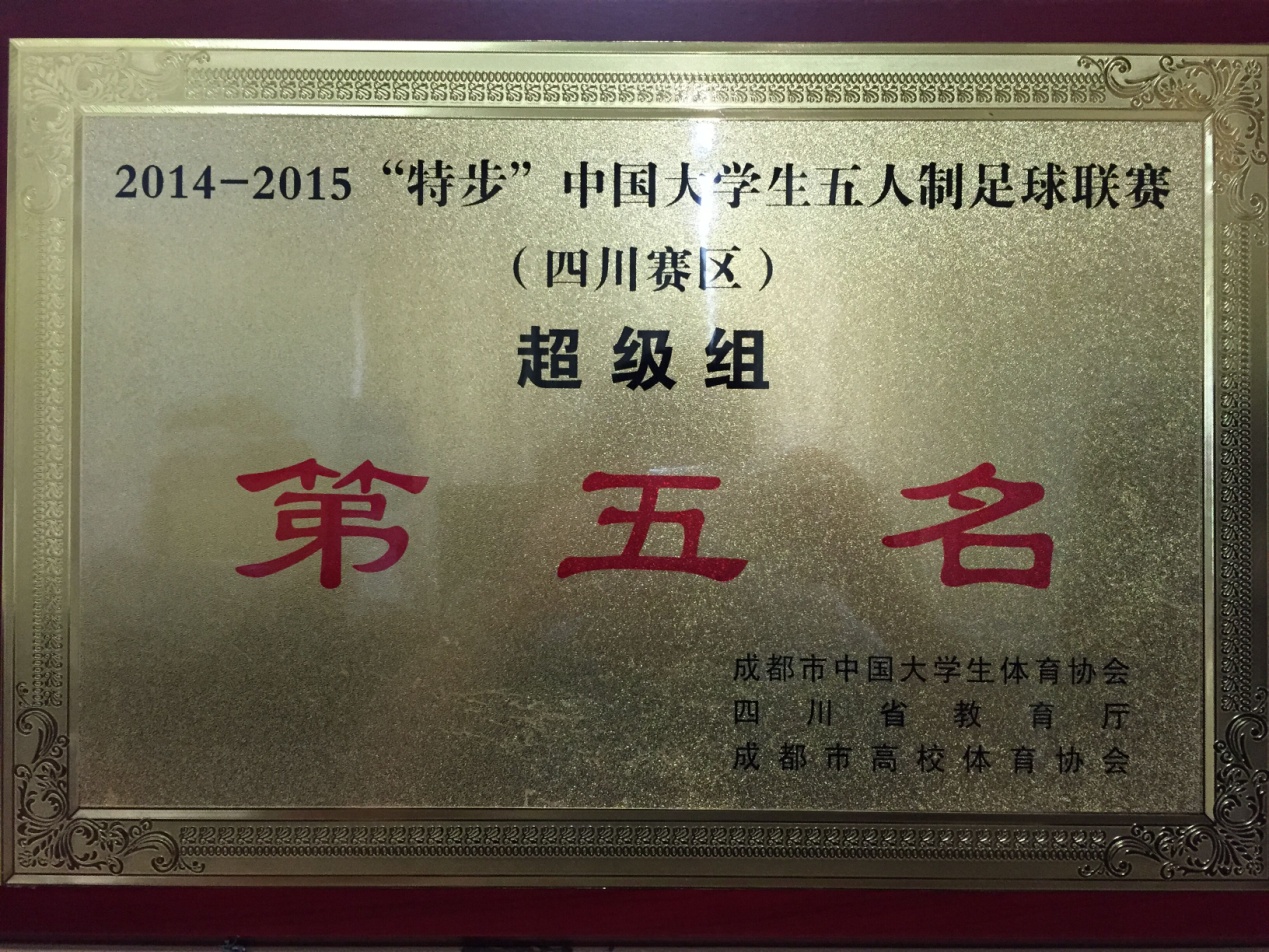 2014-2015“特步”中国大学生五人制足球联赛
（四川赛区）
超级组
第五名
成都市中国大学生体育协会
四川省教育厅
成都市高校体育协会